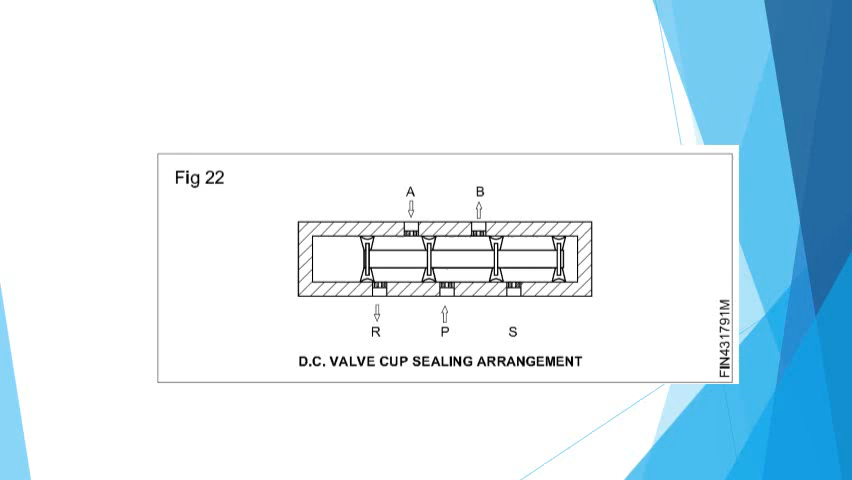 Fig 22
A B
R P S
D.C. VALVE CUP SEALING ARRANGEMENT
FIN431791M